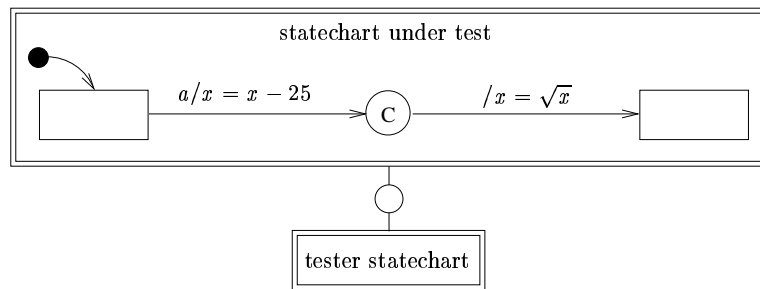 statechart under test
a/x = x − 25
C
/x = √x
tester statechart